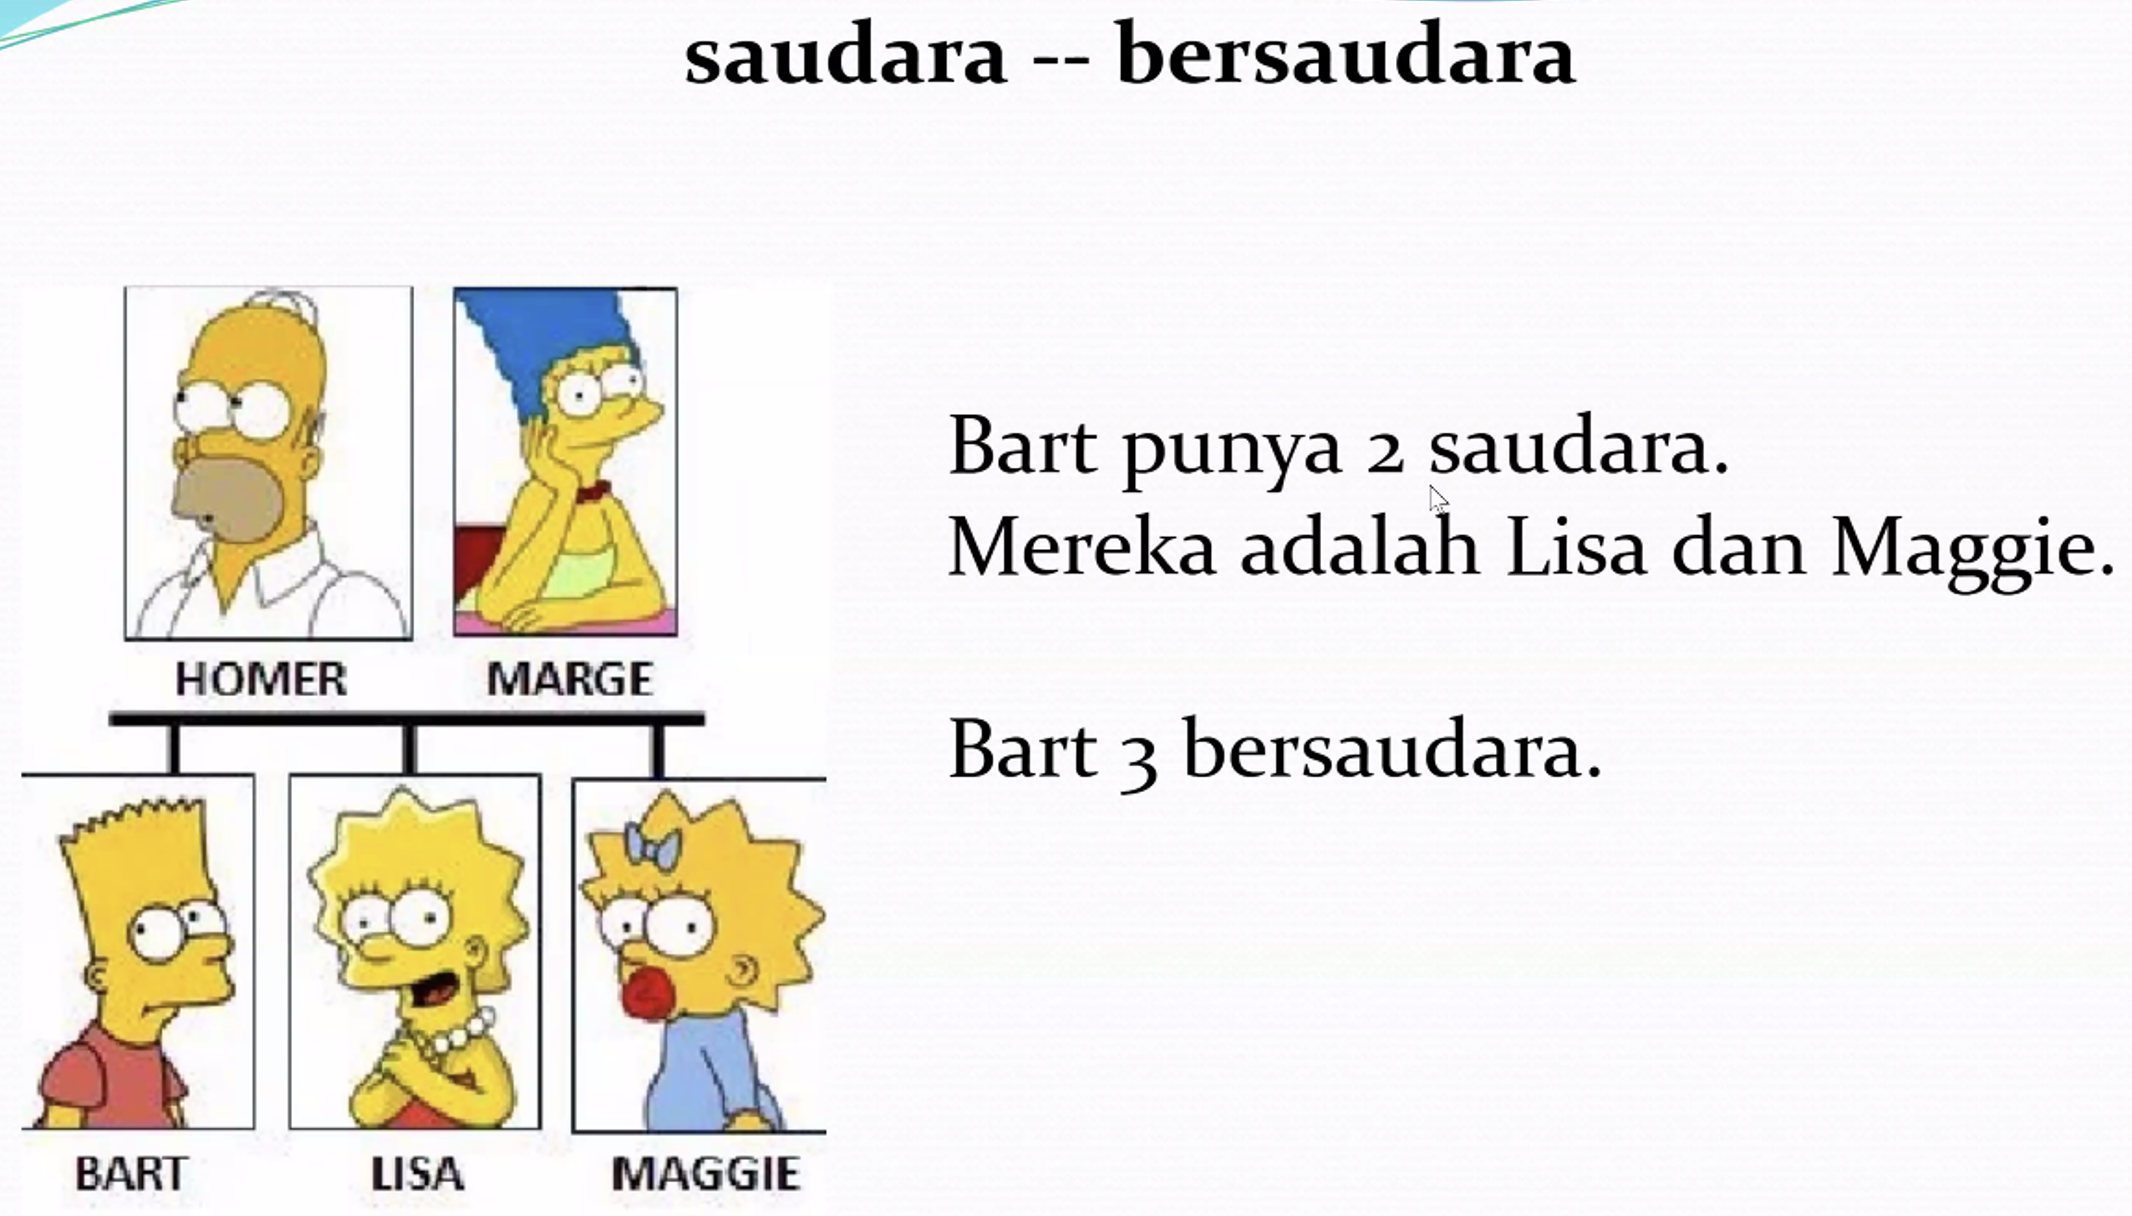 saudara -- bersaudara
HOMER
MARGE
BART
LISA
MAGGIE
Bart punya 2 saudara.
Mereka adalah Lisa dan Maggie.
Bart 3 bersaudara.